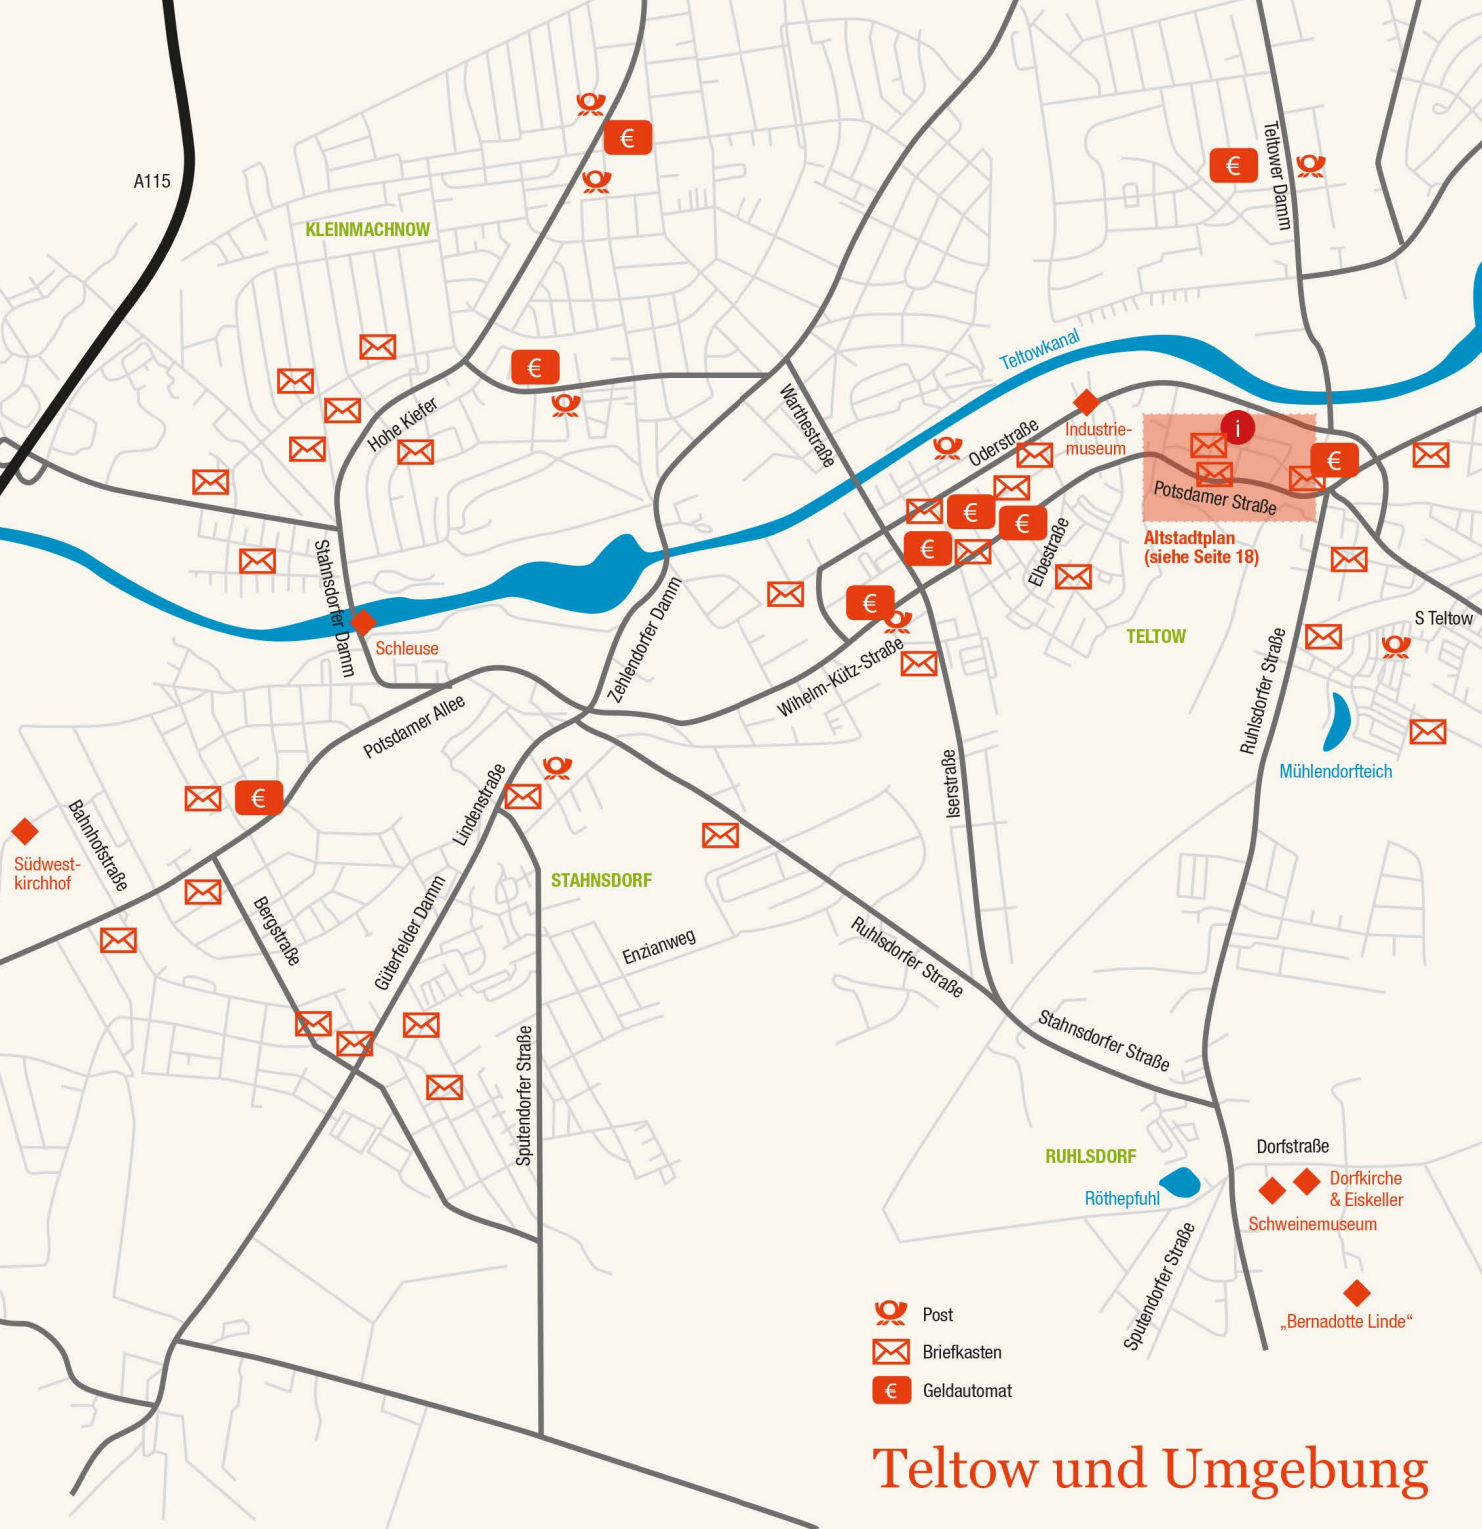 A115
KLEINMACHNOW
Teltower Damm
Teltowkanal
Hohe Kiefer
Warthestraße
Oderstraße
Industrie-
museum
Potsdamer Straße
Altstadtplan
(siehe Seite 18)
Elbestraße
Stahnsdorfer Damm
Schleuse
Zehlendorfer Damm
TELTOW
S Teltow
Wihelm-Kütz-Straße
Ruhlsdorfer Straße
Mühlendorfteich
Potsdamer Allee
Iserstraße
Lindenstraße
Bahnhofstraße
Südwest-
kirchhof
STAHNSDORF
Bergstraße
Güterfelder Damm
Enzianweg
Ruhlsdorfer Straße
Stahnsdorfer Straße
Sputendorfer Straße
RUHLSDORF
Röthepfuhl
Dorfstraße
Dorfkirche
& Eiskeller
Schweinemuseum
Sputendorfer Straße
„Bernadotte Linde“
i
€
€
€
€
€
€
€
€
€
€
Post
Briefkasten
€ Geldautomat
Teltow und Umgebung